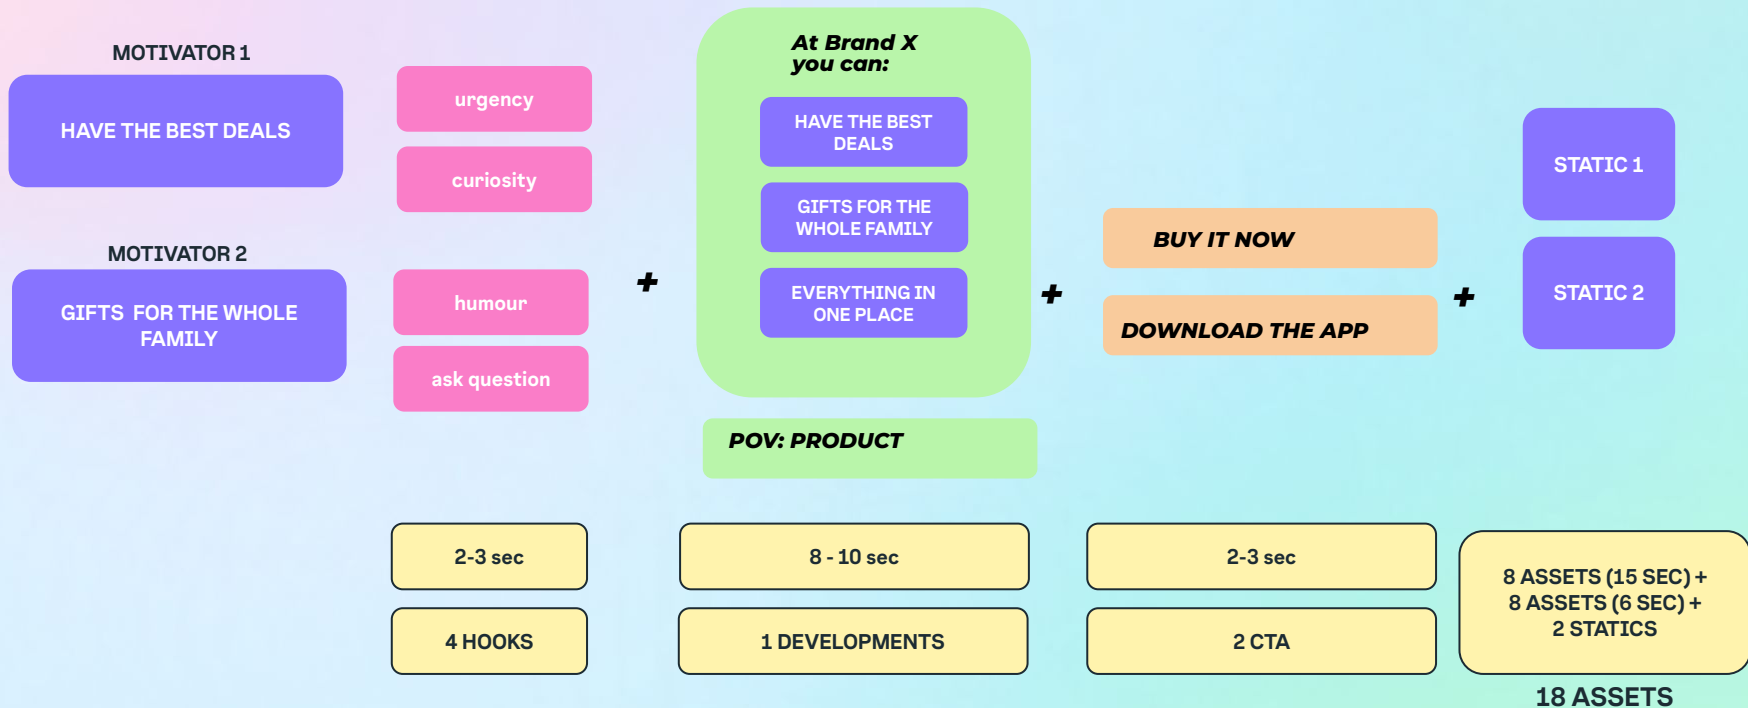 MOTIVATOR 1
HAVE THE BEST DEALS
urgency
curiosity
MOTIVATOR 2
GIFTS FOR THE WHOLE
FAMILY
humour
ask question
+
At Brand X
you can:
HAVE THE BEST
DEALS
GIFTS FOR THE
WHOLE FAMILY
EVERYTHING IN
ONE PLACE
POV: PRODUCT
+
BUY IT NOW
DOWNLOAD THE APP
+
STATIC 1
STATIC 2
2-3 sec
8 - 10 sec
2-3 sec
4 HOOKS
1 DEVELOPMENTS
2 CTA
8 ASSETS (15 SEC) +
8 ASSETS (6 SEC) +
2 STATICS
18 ASSETS